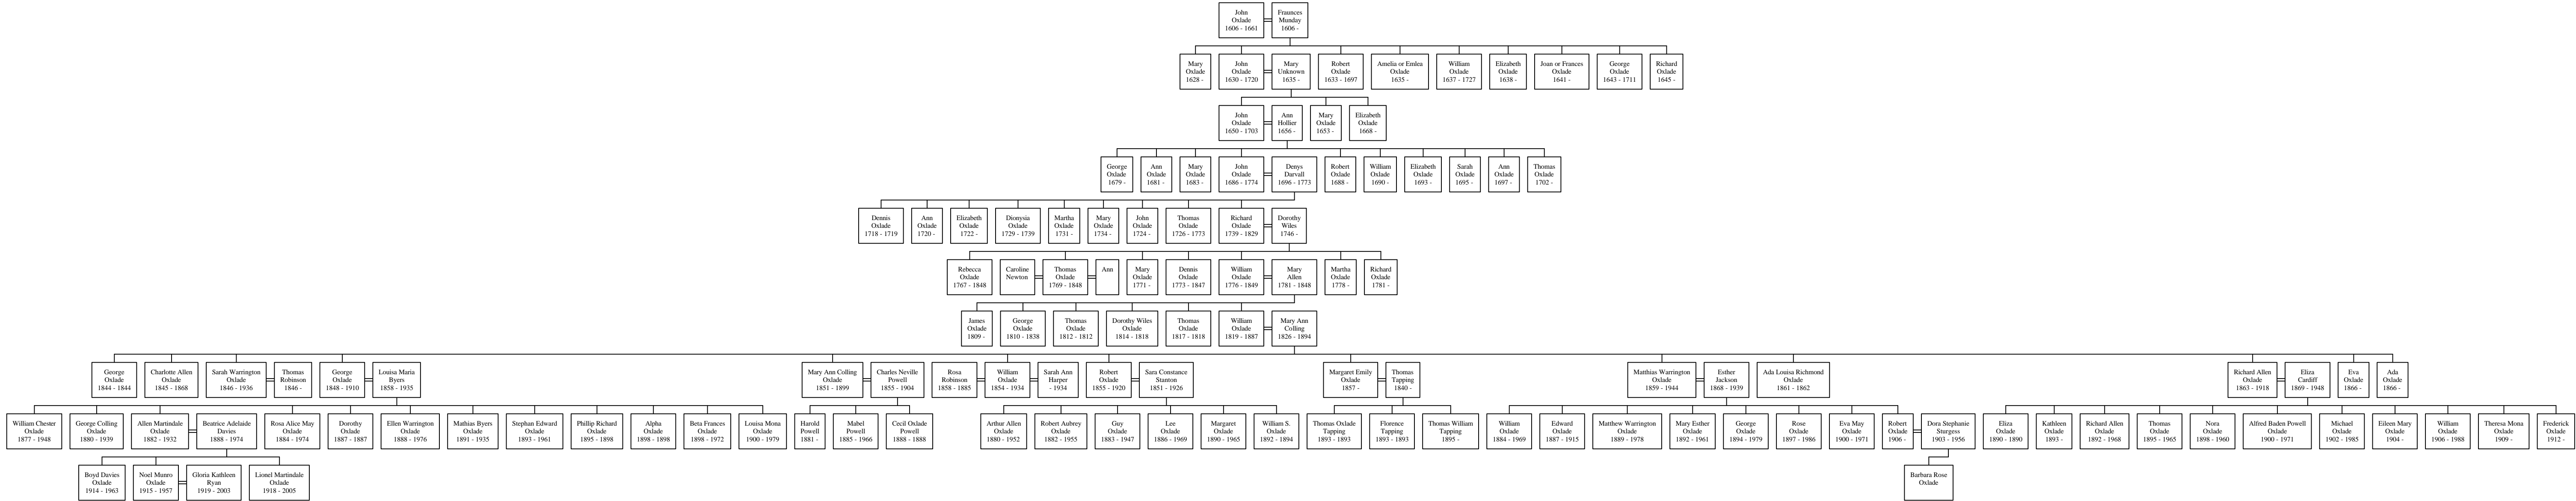 John
Oxlade
1606 - 1661
Fraunces
Munday
1606 -
Mary
Oxlade
1628 -
John
Oxlade
1630 - 1720
Mary
Unknown
1635 -
Robert
Oxlade
1633 - 1697
Amelia or Emlea
Oxlade
1635 -
William
Oxlade
1637 - 1727
Elizabeth
Oxlade
1638 -
Joan or Frances
Oxlade
1641 -
George
Oxlade
1643 - 1711
Richard
Oxlade
1645 -
John
Oxlade
1650 - 1703
Ann
Hollier
1656 -
Mary
Oxlade
1653 -
Elizabeth
Oxlade
1668 -
George
Oxlade
1679 -
Ann
Oxlade
1681 -
Mary
Oxlade
1683 -
John
Oxlade
1686 - 1774
Denys
Darvall
1696 - 1773
Robert
Oxlade
1688 -
William
Oxlade
1690 -
Elizabeth
Oxlade
1693 -
Sarah
Oxlade
1695 -
Ann
Oxlade
1697 -
Thomas
Oxlade
1702 -
Dennis
Oxlade
1718 - 1719
Ann
Oxlade
1720 -
Elizabeth
Oxlade
1722 -
Dionysia
Oxlade
1729 - 1739
Martha
Oxlade
1731 -
Mary
Oxlade
1734 -
John
Oxlade
1724 -
Thomas
Oxlade
1726 - 1773
Richard
Oxlade
1739 - 1829
Dorothy
Wiles
1746 -
Rebecca
Oxlade
1767 - 1848
Caroline
Newton
Thomas
Oxlade
1769 - 1848
Ann
Mary
Oxlade
1771 -
Dennis
Oxlade
1773 - 1847
William
Oxlade
1776 - 1849
Mary
Allen
1781 - 1848
Martha
Oxlade
1778 -
Richard
Oxlade
1781 -
James
Oxlade
1809 -
George
Oxlade
1810 - 1838
Thomas
Oxlade
1812 - 1812
Dorothy Wiles
Oxlade
1814 - 1818
Thomas
Oxlade
1817 - 1818
William
Oxlade
1819 - 1887
Mary Ann
Colling
1826 - 1894
George
Oxlade
1844 - 1844
Charlotte Allen
Oxlade
1845 - 1868
Sarah Warrington
Oxlade
1846 - 1936
Thomas
Robinson
1846 -
George
Oxlade
1848 - 1910
Louisa Maria
Byers
1858 - 1935
Mary Ann Colling
Oxlade
1851 - 1899
Charles Neville
Powell
1855 - 1904
Rosa
Robinson
1858 - 1885
William
Oxlade
1854 - 1934
Sarah Ann
Harper
- 1934
Robert
Oxlade
1855 - 1920
Sara Constance
Stanton
1851 - 1926
Margaret Emily
Oxlade
1857 -
Thomas
Tapping
1840 -
Matthias Warrington
Oxlade
1859 - 1944
Esther
Jackson
1868 - 1939
Ada Louisa Richmond
Oxlade
1861 - 1862
Richard Allen
Oxlade
1863 - 1918
Eliza
Cardiff
1869 - 1948
Eva
Oxlade
1866 -
Ada
Oxlade
1866 -
William Chester
Oxlade
1877 - 1948
George Colling
Oxlade
1880 - 1939
Allen Martindale
Oxlade
1882 - 1932
Beatrice Adelaide
Davies
1888 - 1974
Rosa Alice May
Oxlade
1884 - 1974
Dorothy
Oxlade
1887 - 1887
Ellen Warrington
Oxlade
1888 - 1976
Mathias Byers
Oxlade
1891 - 1935
Stephan Edward
Oxlade
1893 - 1961
Phillip Richard
Oxlade
1895 - 1898
Alpha
Oxlade
1898 - 1898
Beta Frances
Oxlade
1898 - 1972
Louisa Mona
Oxlade
1900 - 1979
Harold
Powell
1881 -
Mabel
Powell
1885 - 1966
Cecil Oxlade
Powell
1888 - 1888
Arthur Allen
Oxlade
1880 - 1952
Robert Aubrey
Oxlade
1882 - 1955
Guy
Oxlade
1883 - 1947
Lee
Oxlade
1886 - 1969
Margaret
Oxlade
1890 - 1965
William S.
Oxlade
1892 - 1894
Thomas Oxlade
Tapping
1893 - 1893
Florence
Tapping
1893 - 1893
Thomas William
Tapping
1895 -
William
Oxlade
1884 - 1969
Edward
Oxlade
1887 - 1915
Matthew Warrington
Oxlade
1889 - 1978
Mary Esther
Oxlade
1892 - 1961
George
Oxlade
1894 - 1979
Rose
Oxlade
1897 - 1986
Eva May
Oxlade
1900 - 1971
Robert
Oxlade
1906 -
Dora Stephanie
Sturgess
1903 - 1956
Eliza
Oxlade
1890 - 1890
Kathleen
Oxlade
1893 -
Richard Allen
Oxlade
1892 - 1968
Thomas
Oxlade
1895 - 1965
Nora
Oxlade
1898 - 1960
Alfred Baden Powell
Oxlade
1900 - 1971
Michael
Oxlade
1902 - 1985
Eileen Mary
Oxlade
1904 -
William
Oxlade
1906 - 1988
Theresa Mona
Oxlade
1909 -
Frederick
Oxlade
1912 -
Boyd Davies
Oxlade
1914 - 1963
Noel Munro
Oxlade
1915 - 1957
Gloria Kathleen
Ryan
1919 - 2003
Lionel Martindale
Oxlade
1918 - 2005
Barbara Rose
Oxlade